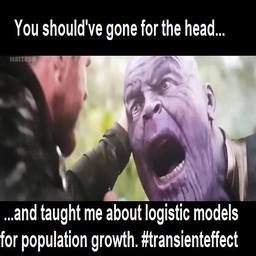 You should've gone for the head...
...and taught me about logistic models
for population growth. #transienteffect